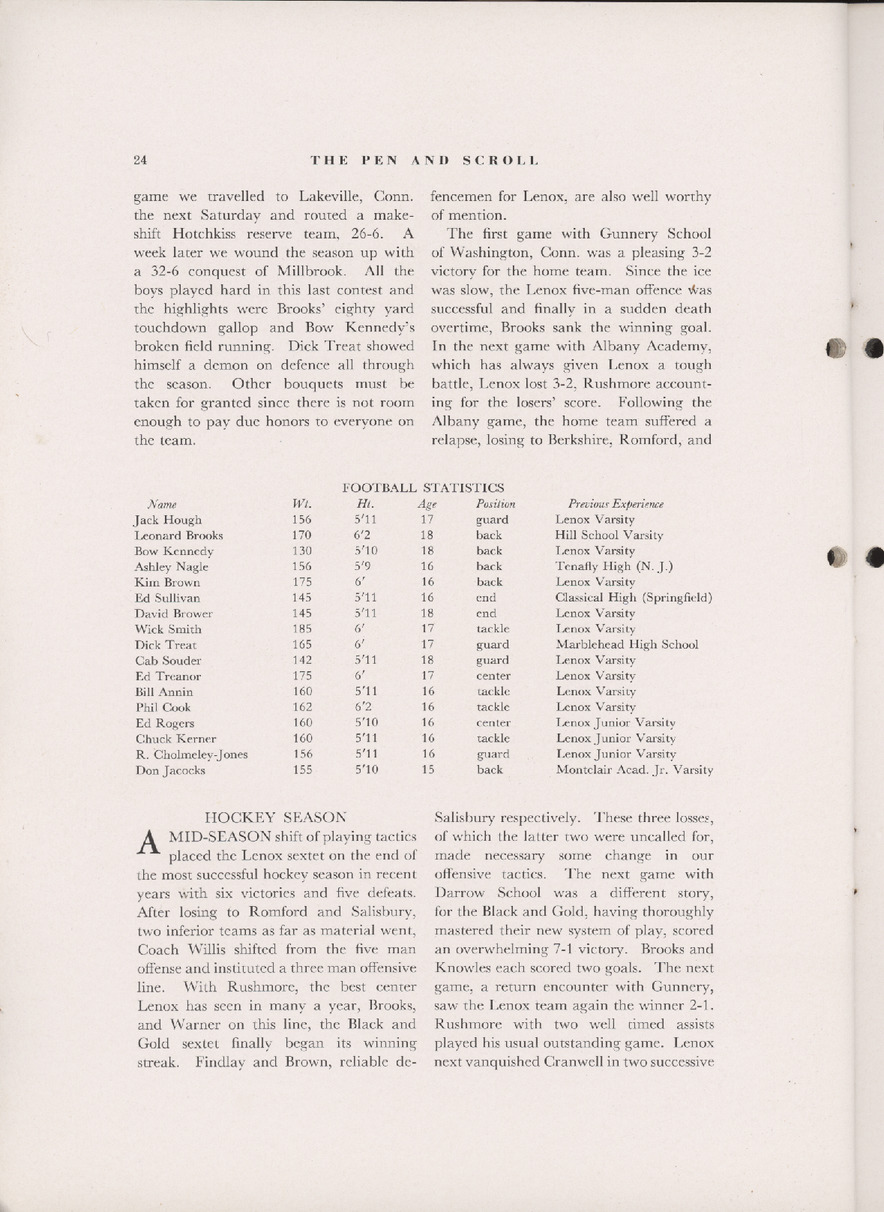 24
THE PEN AND SCROLL
game we travelled to Lakeville, Conn.
the next Saturday and routed a make-
shift Hotchkiss reserve team, 26-6. A
week later we wound the season up with
a 32-6 conquest of Millbrook. All the
boys played hard in this last contest and
the highlights were Brooks' eighty yard
touchdown gallop and Bow Kennedy's
broken field running. Dick Treat showed
himself a demon on defence all through
the season. Other bouquets must be
taken for granted since there is not room
enough to pay due honors to everyone on
the team.
fencemen for Lenox, are also well worthy
of mention.
The first game with Gunnery School
of Washington, Conn. was a pleasing 3-2
victory for the home team. Since the ice
was slow, the Lenox five-man offence was
successful and finally in a sudden death
overtime, Brooks sank the winning goal.
In the next game with Albany Academy,
which has always given Lenox a tough
battle, Lenox lost 3-2, Rushmore account-
ing for the losers' score. Following the
Albany game, the home team suffered a
relapse, losing to Berkshire, Romford, and
FOOTBALL STATISTICS
Name Wt. Ht. Age Position Previous Experience
Jack Hough 156 5'11 17 guard Lenox Varsity
Leonard Brooks 170 6'2 18 back Hill School Varsity
Bow Kennedy 130 5'10 18 back Lenox Varsity
Ashley Nagle 156 5'9 16 back Tenafly High (N. J.)
Kim Brown 175 6' 16 back Lenox Varsity
Ed Sullivan 145 5'11 16 end Classical High (Springfield)
David Brower 145 5'11 18 end Lenox Varsity
Wick Smith 185 6' 17 tackle Lenox Varsity
Dick Treat 165 6' 17 guard Marblehead High School
Cab Souder 142 5'11 18 guard Lenox Varsity
Ed Treanor 175 6' 17 center Lenox Varsity
Bill Annin 160 5'11 16 tackle Lenox Varsity
Phil Cook 162 6'2 16 tackle Lenox Varsity
Ed Rogers 160 5'10 16 center Lenox Junior Varsity
Chuck Kerner 160 5'11 16 tackle Lenox Junior Varsity
R. Cholmeley-Jones 156 5'11 16 guard Lenox Junior Varsity
Don Jacocks 155 5'10 15 back Montclair Acad. Jr. Varsity
HOCKEY SEASON
A MID-SEASON shift of playing tactics
placed the Lenox sextet on the end of
the most successful hockey season in recent
years with six victories and five defeats.
After losing to Romford and Salisbury,
two inferior teams as far as material went,
Coach Willis shifted from the five man
offense and instituted a three man offensive
line. With Rushmore, the best center
Lenox has seen in many a year, Brooks,
and Warner on this line, the Black and
Gold sextet finally began its winning
streak. Findlay and Brown, reliable de-
Salisbury respectively. These three losses,
of which the latter two were uncalled for,
made necessary some change in our
offensive tactics. The next game with
Darrow School was a different story,
for the Black and Gold, having thoroughly
mastered their new system of play, scored
an overwhelming 7-1 victory. Brooks and
Knowles each scored two goals. The next
game, a return encounter with Gunnery,
saw the Lenox team again the winner 2-1.
Rushmore with two well timed assists
played his usual outstanding game. Lenox
next vanquished Cranwell in two successive